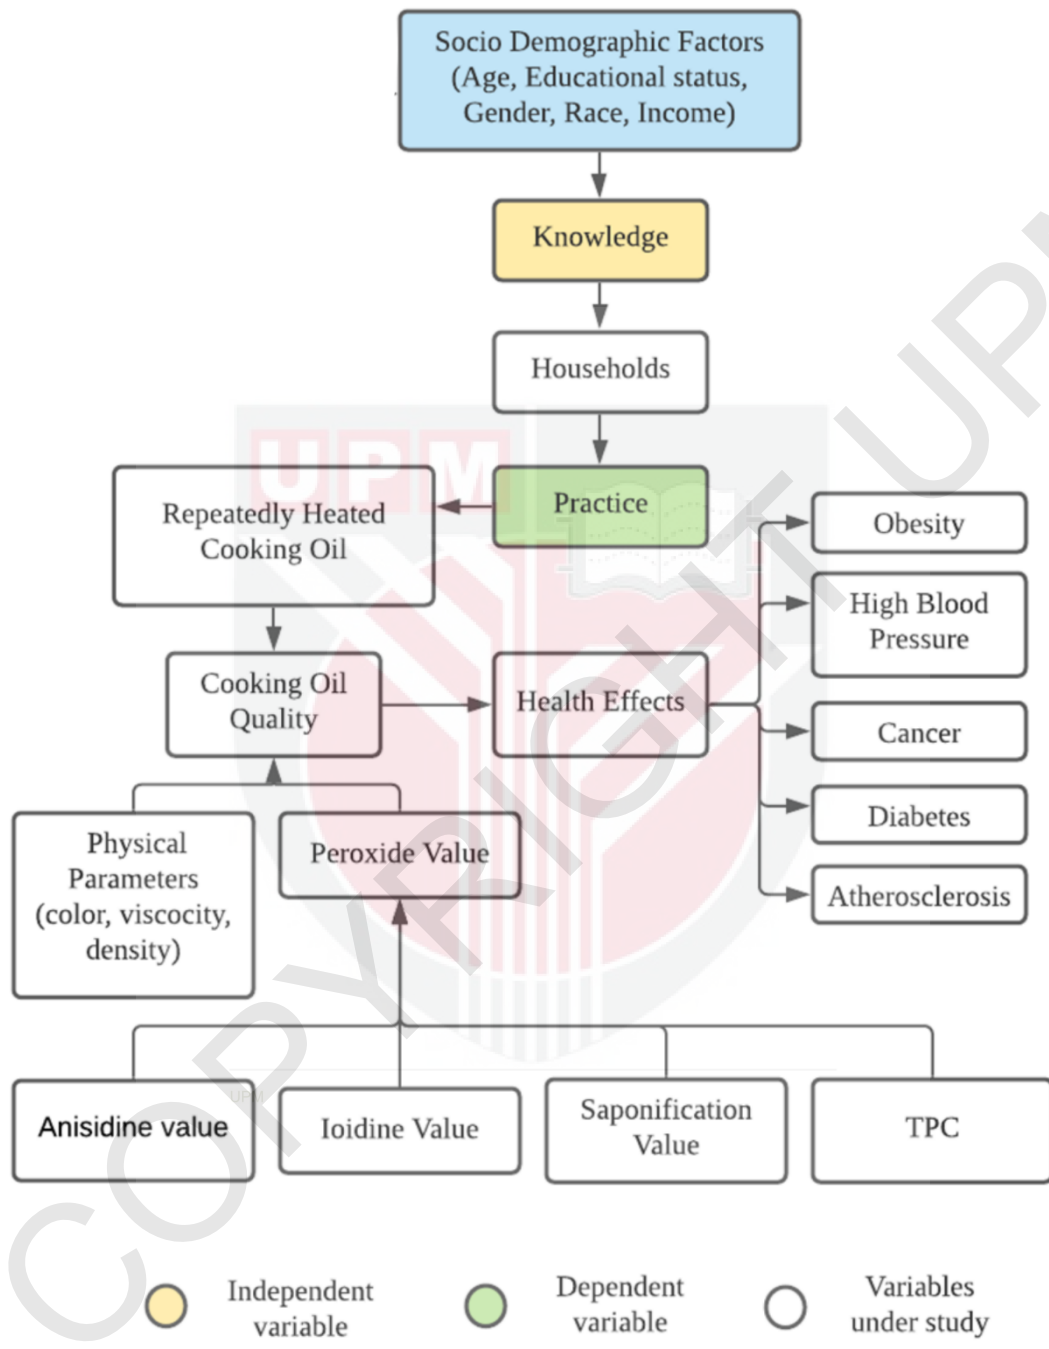 Socio Demographic Factors
(Age, Educational status,
Gender, Race, Income)
Knowledge
Households
UPM
Practice
Repeatedly Heated
Cooking Oil
Obesity
High Blood
Pressure
Cooking Oil
Quality
Health Effects
Cancer
Diabetes
Atherosclerosis
Physical
Parameters
(color, viscocity,
density)
Peroxide Value
UPM
Anisidine value
Ioidine Value
Saponification
Value
TPC
Independent
variable
Dependent
variable
Variables
under study
COPYRIGHT UPM